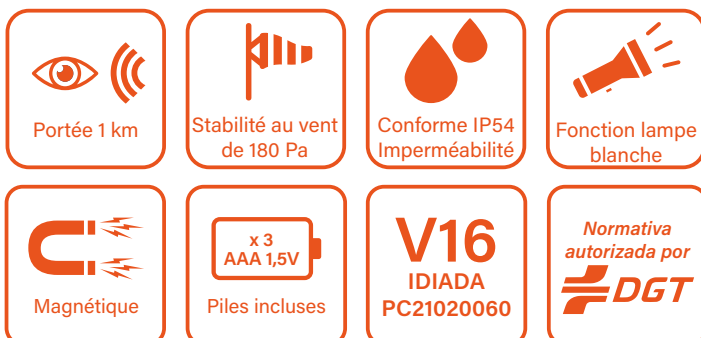 Portée 1 km
Stabilité au vent
de 180 Pa
Conforme IP54
Imperméabilité
Fonction lampe
blanche
Magnétique
x 3
AAA 1,5V
Piles incluses
V16
IDIADA
PC21020060
Normativa
autorizada por
DGT